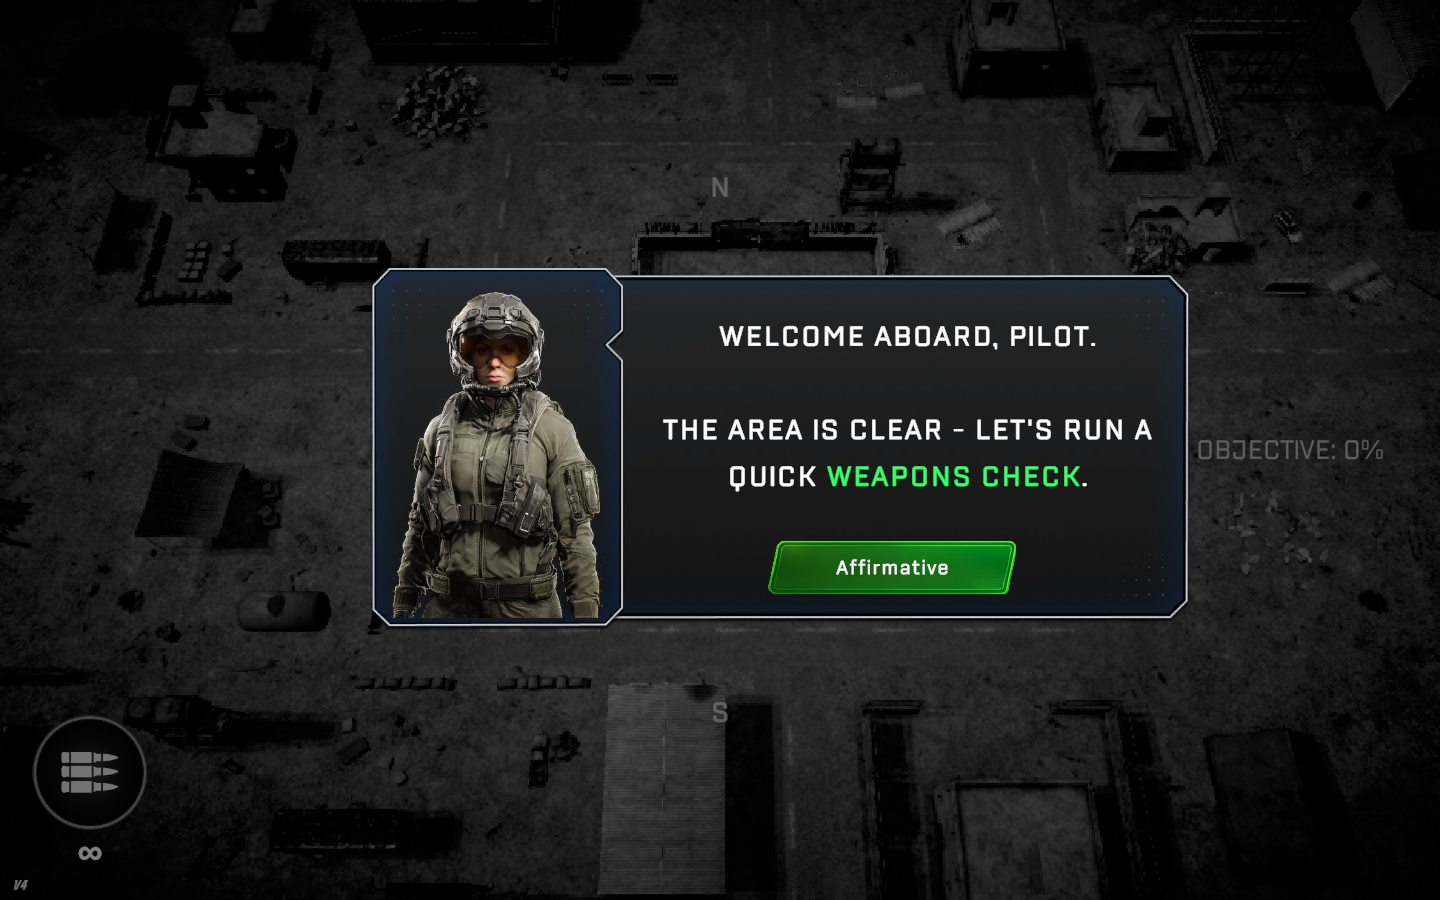 N
WELCOME ABOARD, PILOT.
THE AREA IS CLEAR - LET'S RUN A
QUICK WEAPONS CHECK.
OBJECTIVE: 0%
Affirmative
S
∞
V4